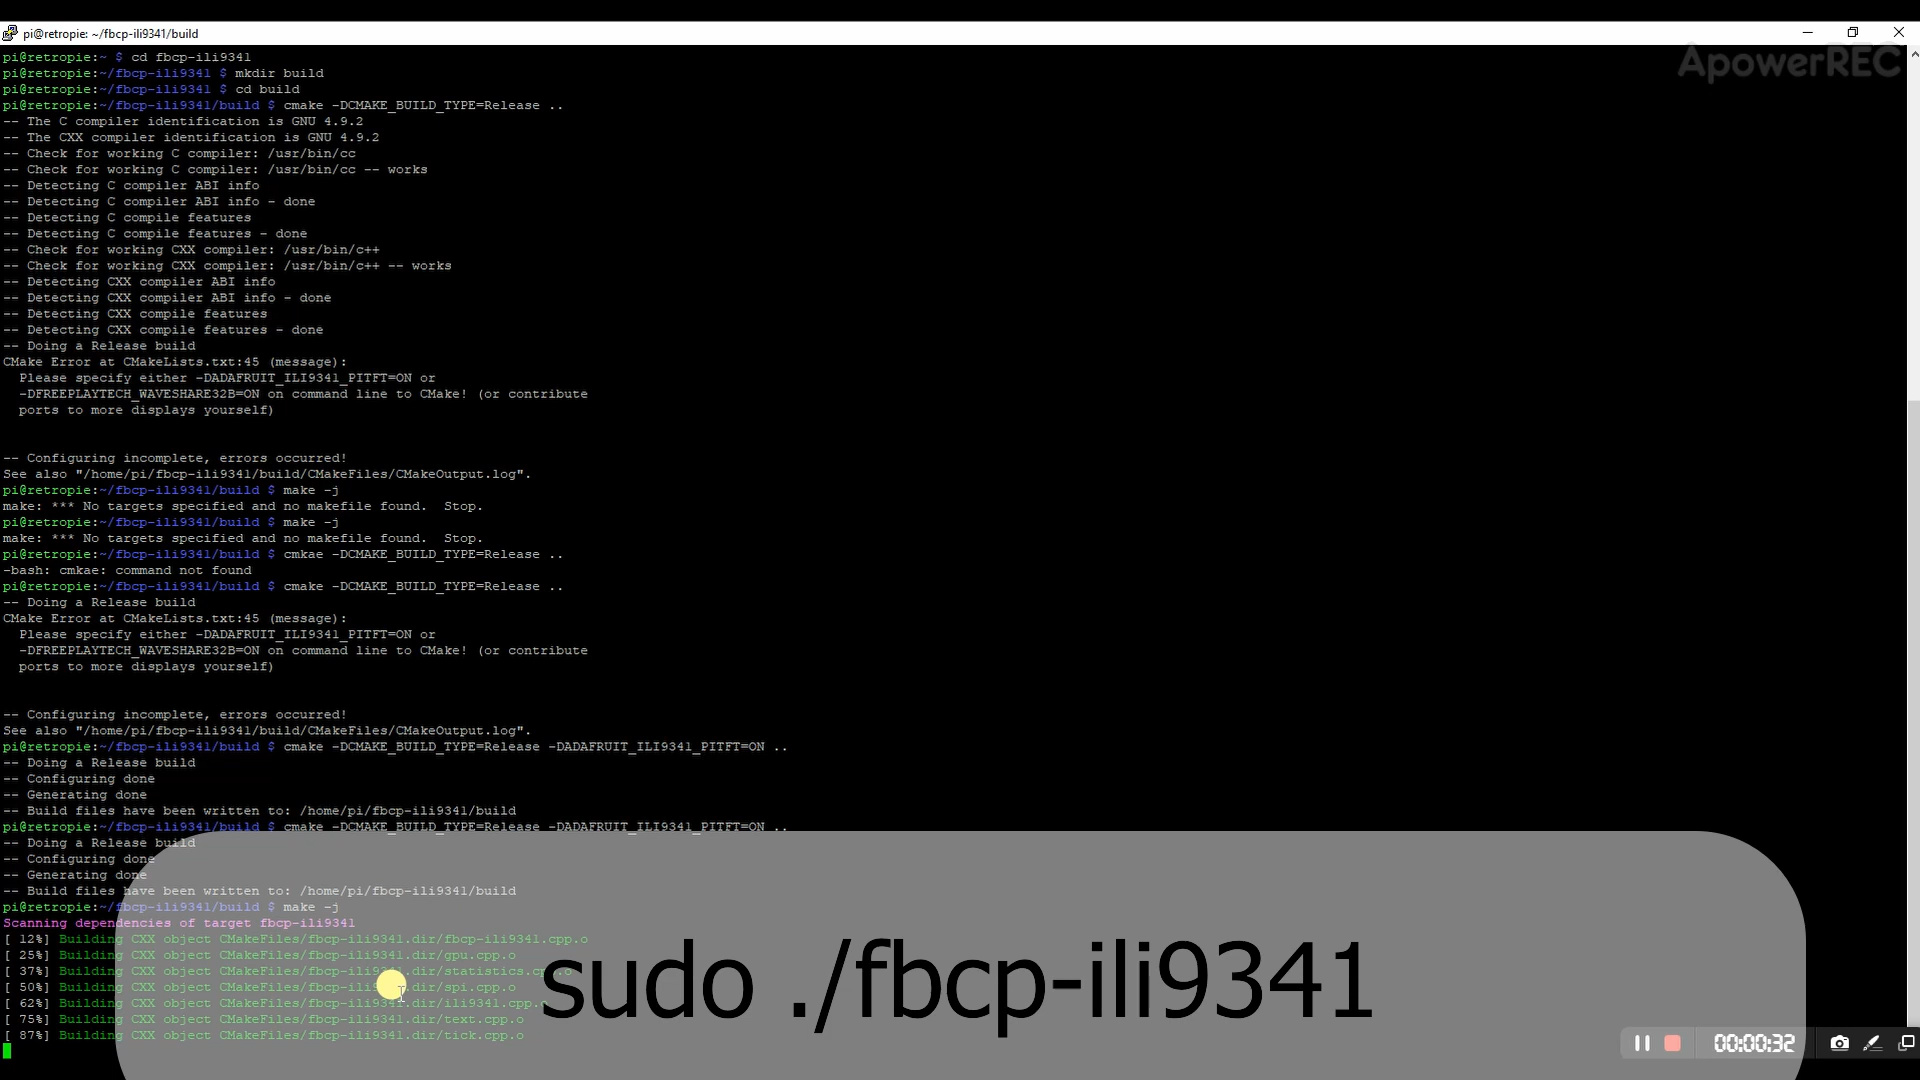 pi@retropie: ~/fbcp-ili9341/build
ApowerREC
pi@retropie:~ $ cd fbcp-ili9341
pi@retropie:~/fbcp-ili9341 $ mkdir build
pi@retropie:~/fbcp-ili9341 $ cd build
pi@retropie:~/fbcp-ili9341/build $ cmake -DCMAKE_BUILD_TYPE=Release ..
-- The C compiler identification is GNU 4.9.2
-- The CXX compiler identification is GNU 4.9.2
-- Check for working C compiler: /usr/bin/cc
-- Check for working C compiler: /usr/bin/cc -- works
-- Detecting C compiler ABI info
-- Detecting C compiler ABI info - done
-- Detecting C compile features
-- Detecting C compile features - done
-- Check for working CXX compiler: /usr/bin/c++
-- Check for working CXX compiler: /usr/bin/c++ -- works
-- Detecting CXX compiler ABI info
-- Detecting CXX compiler ABI info - done
-- Detecting CXX compile features
-- Detecting CXX compile features - done
-- Doing a Release build
CMake Error at CMakeLists.txt:45 (message):
  Please specify either -DADAFRUIT_ILI9341_PITFT=ON or
  -DFREEPLAYTECH_WAVESHARE32B=ON on command line to CMake! (or contribute
  ports to more displays yourself)
-- Configuring incomplete, errors occurred!
See also "/home/pi/fbcp-ili9341/build/CMakeFiles/CMakeOutput.log".
pi@retropie:~/fbcp-ili9341/build $ make -j
make: *** No targets specified and no makefile found.  Stop.
pi@retropie:~/fbcp-ili9341/build $ make -j
make: *** No targets specified and no makefile found.  Stop.
pi@retropie:~/fbcp-ili9341/build $ cmkae -DCMAKE_BUILD_TYPE=Release ..
-bash: cmkae: command not found
pi@retropie:~/fbcp-ili9341/build $ cmake -DCMAKE_BUILD_TYPE=Release ..
-- Doing a Release build
CMake Error at CMakeLists.txt:45 (message):
  Please specify either -DADAFRUIT_ILI9341_PITFT=ON or
  -DFREEPLAYTECH_WAVESHARE32B=ON on command line to CMake! (or contribute
  ports to more displays yourself)
-- Configuring incomplete, errors occurred!
See also "/home/pi/fbcp-ili9341/build/CMakeFiles/CMakeOutput.log".
pi@retropie:~/fbcp-ili9341/build $ cmake -DCMAKE_BUILD_TYPE=Release -DADAFRUIT_ILI9341_PITFT=ON ..
-- Doing a Release build
-- Configuring done
-- Generating done
-- Build files have been written to: /home/pi/fbcp-ili9341/build
pi@retropie:~/fbcp-ili9341/build $ cmake -DCMAKE_BUILD_TYPE=Release -DADAFRUIT_ILI9341_PITFT=ON ..
-- Doing a Release build
-- Configuring done
-- Generating done
-- Build files have been written to: /home/pi/fbcp-ili9341/build
pi@retropie:~/fbcp-ili9341/build $ make -j
Scanning dependencies of target fbcp-ili9341
[ 12%] Building CXX object CMakeFiles/fbcp-ili9341.dir/fbcp-ili9341.cpp.o
[ 25%] Building CXX object CMakeFiles/fbcp-ili9341.dir/gpu.cpp.o
[ 37%] Building CXX object CMakeFiles/fbcp-ili9341.dir/statistics.cpp.o
[ 50%] Building CXX object CMakeFiles/fbcp-ili9341.dir/spi.cpp.o
[ 62%] Building CXX object CMakeFiles/fbcp-ili9341.dir/ili9341.cpp.o
[ 75%] Building CXX object CMakeFiles/fbcp-ili9341.dir/text.cpp.o
[ 87%] Building CXX object CMakeFiles/fbcp-ili9341.dir/tick.cpp.o
sudo ./fbcp-ili9341
00:00:32